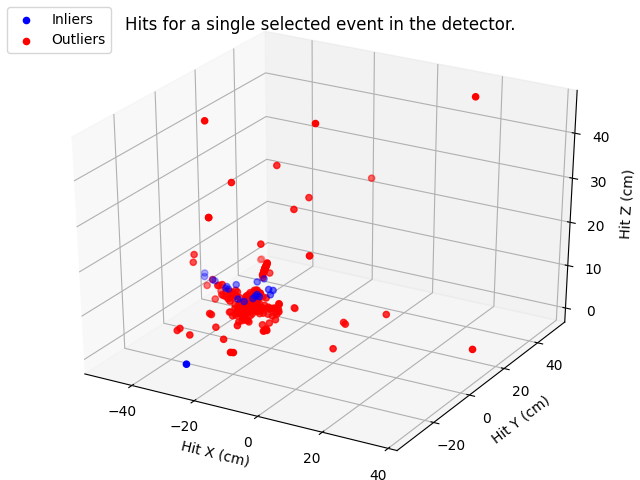 Hits for a single selected event in the detector.
Inliers
Outliers
40
30
20
10
0
Hit Z (cm)
40
20
0
−20
Hit Y (cm)
−40
−20
0
20
40
Hit X (cm)